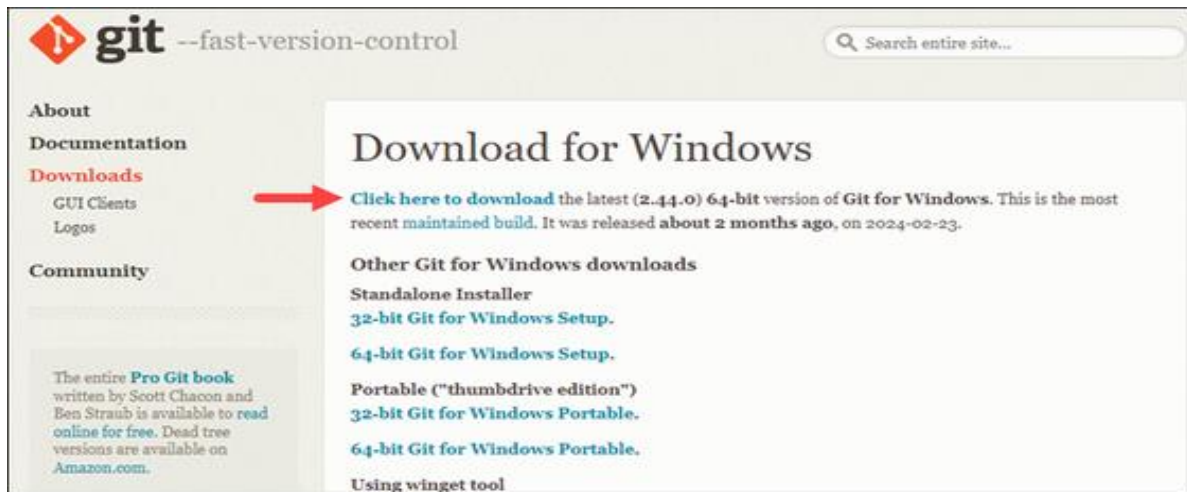 git --fast-version-control
Search entire site...
About
Documentation
Downloads
GUI Clients
Logos
Community
The entire Pro Git book
written by Scott Chacon and
Ben Straub is available to read
online for free. Dead tree
versions are available on
Amazon.com.
Download for Windows
Click here to download the latest (2.44.0) 64-bit version of Git for Windows. This is the most
recent maintained build. It was released about 2 months ago, on 2024-02-23.
Other Git for Windows downloads
Standalone Installer
32-bit Git for Windows Setup.
64-bit Git for Windows Setup.
Portable ("thumbdrive edition")
32-bit Git for Windows Portable.
64-bit Git for Windows Portable.
Using winget tool